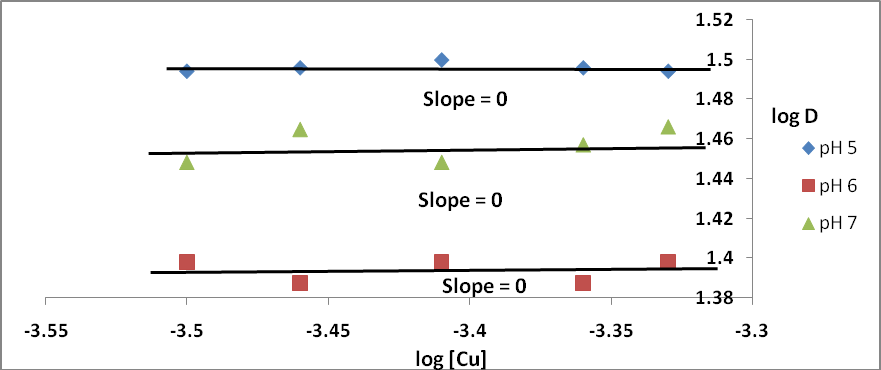 1.52
1.5
1.48
1.46
1.44
1.42
1.4
1.38
Slope = 0
Slope = 0
Slope = 0
log D
pH 5
pH 6
pH 7
-3.55 -3.5 -3.45 -3.4 -3.35 -3.3
log [Cu]